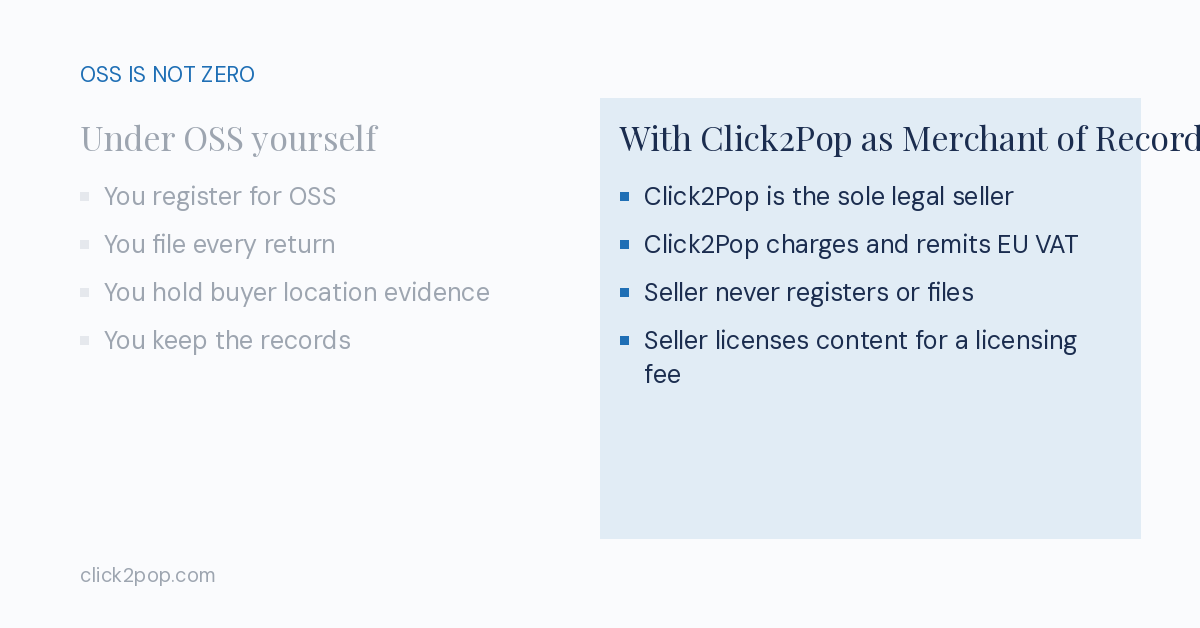 OSS IS NOT ZERO
Under OSS yourself
You register for OSS
You file every return
You hold buyer location evidence
You keep the records
With Click2Pop as Merchant of Record
Click2Pop is the sole legal seller
Click2Pop charges and remits EU VAT
Seller never registers or files
Seller licenses content for a licensing
fee
click2pop.com